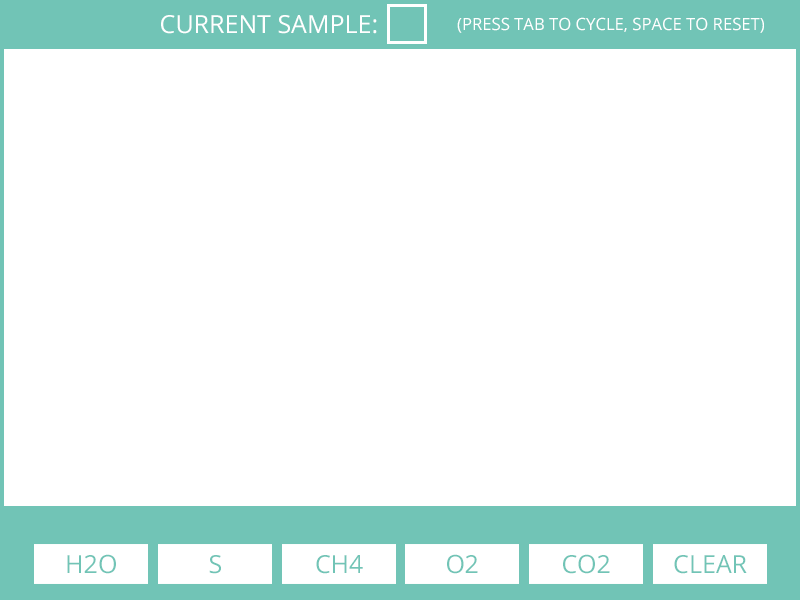 CURRENT SAMPLE: (PRESS TAB TO CYCLE, SPACE TO RESET)
H2O S CH4 O2 CO2 CLEAR